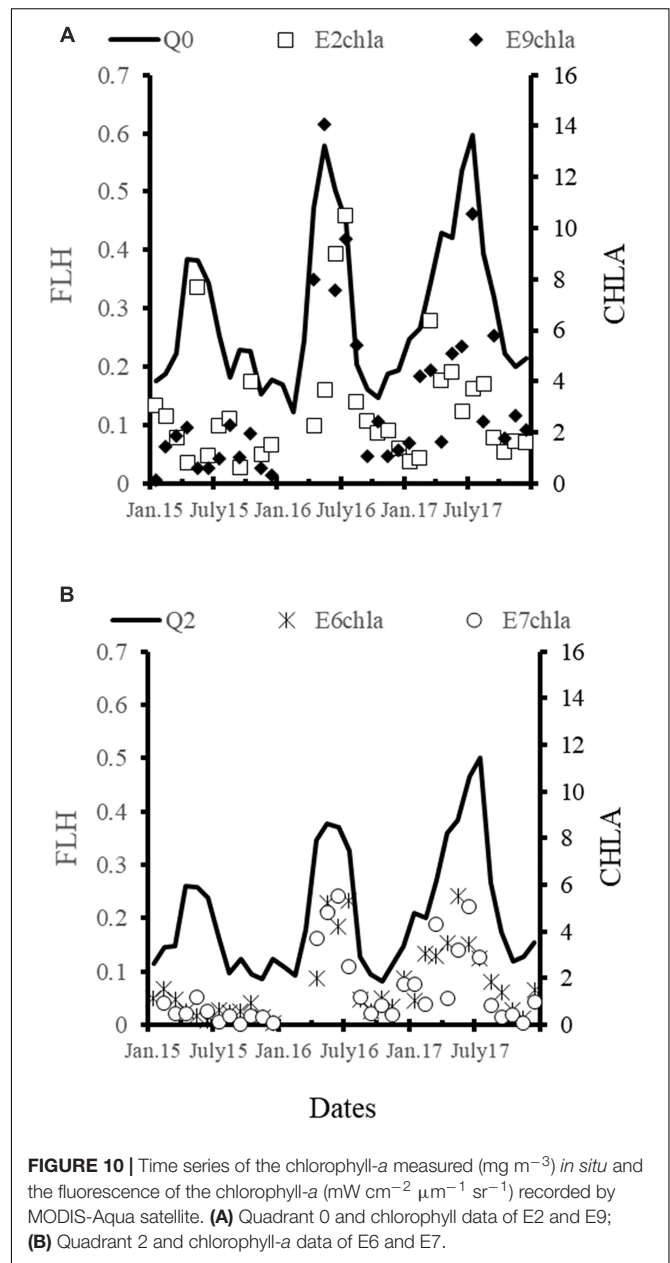 A
Q0 E2chla E9chla
0.7 16
0.6 14
0.5 12
0.4 10
0.3 8
0.2 6
0.1 4
0 2
0
FLH
CHLA
Jan.15 July15 Jan.16 July16 Jan.17 July17
B
Q2 E6chla E7chla
0.7 16
0.6 14
0.5 12
0.4 10
0.3 8
0.2 6
0.1 4
0 2
0
FLH
CHLA
Jan.15 July15 Jan.16 July16 Jan.17 July17
Dates
FIGURE 10 | Time series of the chlorophyll-a measured (mg m−3) in situ and
the fluorescence of the chlorophyll-a (mW cm−2 μm−1 sr−1) recorded by
MODIS-Aqua satellite. (A) Quadrant 0 and chlorophyll data of E2 and E9;
(B) Quadrant 2 and chlorophyll-a data of E6 and E7.